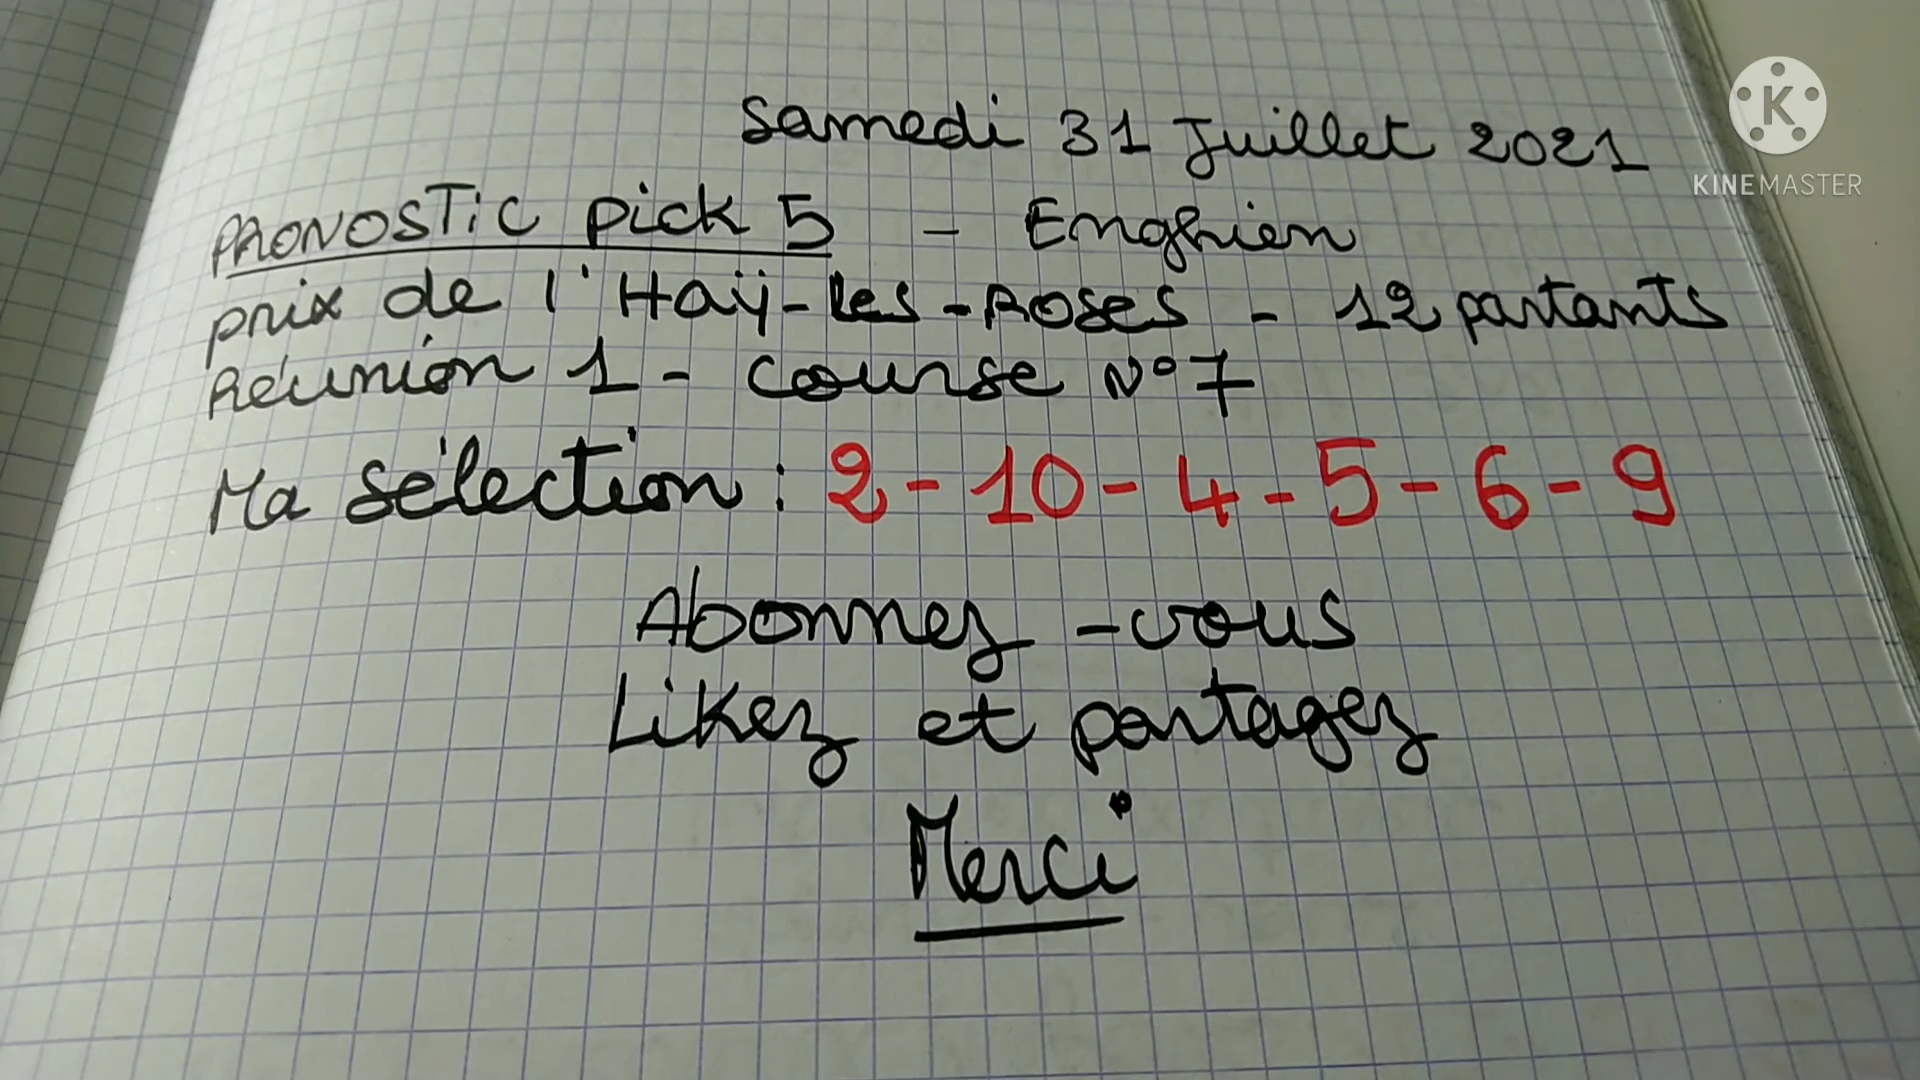 Samedi 31 Juillet 2021
PRONOSTIC Pick 5 - Enghien
prix de l'Haÿ-les-Roses - 12 partants
Réunion 1 - Course N°7
Ma sélection : 2 - 10 - 4 - 5 - 6 - 9
Abonnez-vous
Likez et partagez
Merci
K
KINEMASTER